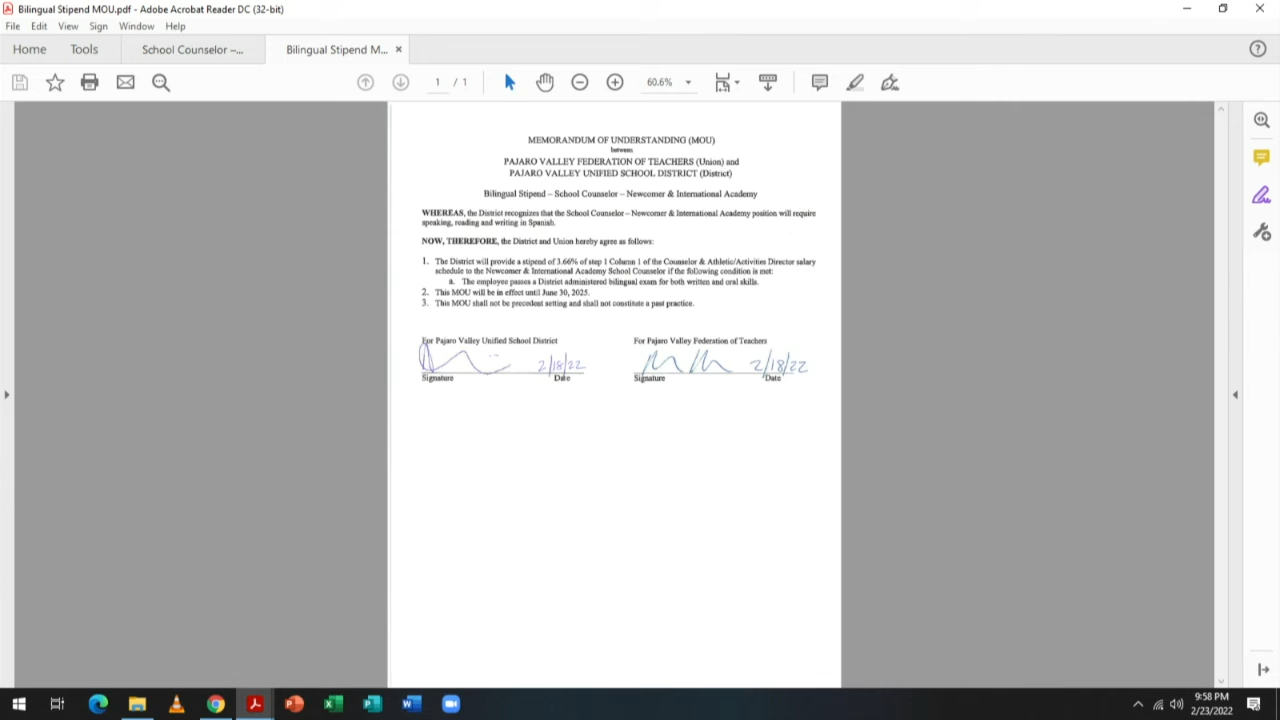 Bilingual Stipend MOU.pdf - Adobe Acrobat Reader DC (32-bit)
File Edit View Sign Window Help
Home Tools School Counselor –... Bilingual Stipend M... ×
1 / 1 60.6%
MEMORANDUM OF UNDERSTANDING (MOU)
between
PAJARO VALLEY FEDERATION OF TEACHERS (Union) and
PAJARO VALLEY UNIFIED SCHOOL DISTRICT (District)
Bilingual Stipend – School Counselor – Newcomer & International Academy
WHEREAS, the District recognizes that the School Counselor – Newcomer & International Academy position will require
speaking, reading and writing in Spanish.
NOW, THEREFORE, the District and Union hereby agree as follows:
1. The District will provide a stipend of 3.66% of step 1 Column 1 of the Counselor & Athletic/Activities Director salary
schedule to the Newcomer & International Academy School Counselor if the following condition is met:
a. The employee passes a District administered bilingual exam for both written and oral skills.
2. This MOU will be in effect until June 30, 2025.
3. This MOU shall not be precedent setting and shall not constitute a past practice.
For Pajaro Valley Unified School District For Pajaro Valley Federation of Teachers
2/18/22 2/18/22
Signature Date Signature Date
9:58 PM
2/23/2022